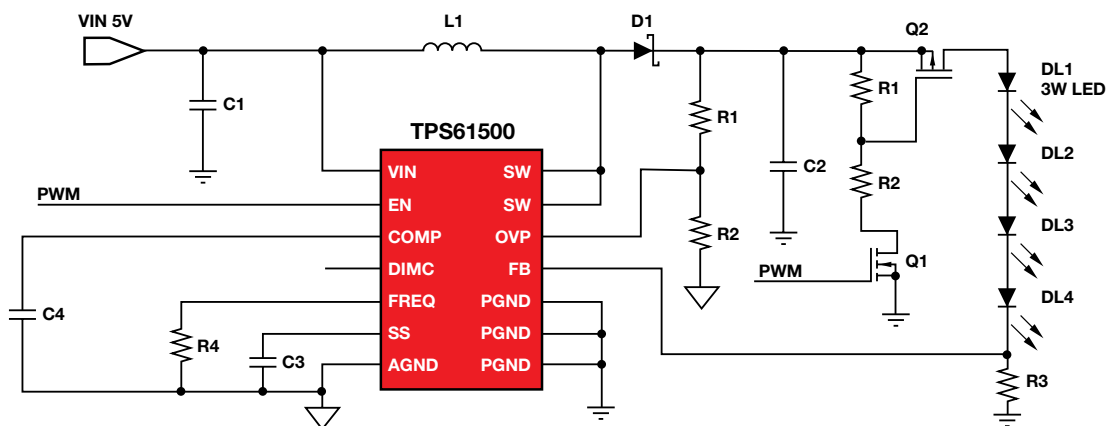 VIN 5V
L1
D1
Q2
C1
R1
R1
DL1
3W LED
TPS61500
VIN
SW
C2
R2
DL2
PWM
EN
SW
COMP
OVP
R2
DL3
DIMC
FB
PWM
Q1
FREQ
PGND
DL4
C4
R4
SS
PGND
C3
AGND
PGND
R3